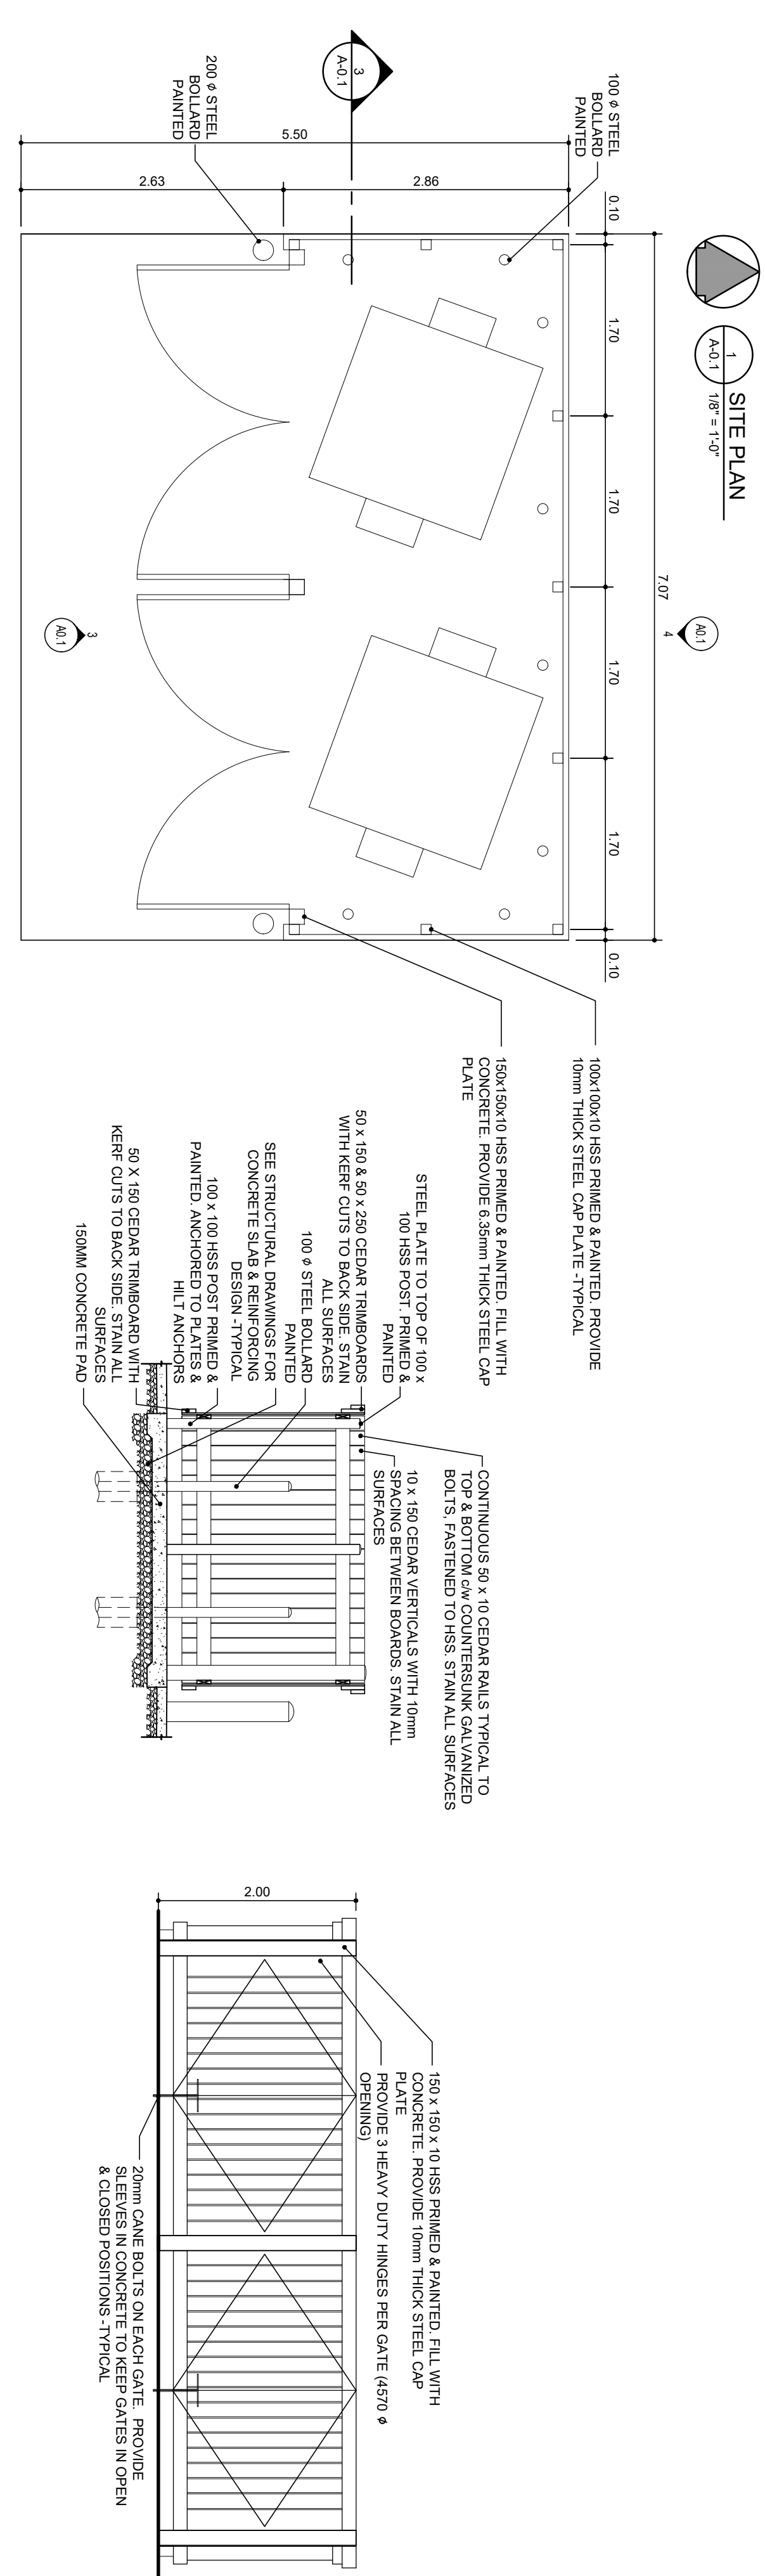 1
A-0.1
SITE PLAN
1/8" = 1'-0"
A0.1
4
7.07
0.10
1.70
1.70
1.70
1.70
0.10
100 ø STEEL
BOLLARD
PAINTED
3
A-0.1
200 ø STEEL
BOLLARD
PAINTED
5.50
2.86
2.63
3
A0.1
100x100x10 HSS PRIMED & PAINTED. PROVIDE
10mm THICK STEEL CAP PLATE -TYPICAL
150x150x10 HSS PRIMED & PAINTED. FILL WITH
CONCRETE. PROVIDE 6.35mm THICK STEEL CAP
PLATE
STEEL PLATE TO TOP OF 100 x
100 HSS POST. PRIMED &
PAINTED
50 x 150 & 50 x 250 CEDAR TRIMBOARDS
WITH KERF CUTS TO BACK SIDE. STAIN
ALL SURFACES
100 ø STEEL BOLLARD
PAINTED
SEE STRUCTURAL DRAWINGS FOR
CONCRETE SLAB & REINFORCING
DESIGN -TYPICAL
100 x 100 HSS POST PRIMED &
PAINTED. ANCHORED TO PLATES &
HILT ANCHORS
50 X 150 CEDAR TRIMBOARD WITH
KERF CUTS TO BACK SIDE. STAIN ALL
SURFACES
150MM CONCRETE PAD
CONTINUOUS 50 x 10 CEDAR RAILS TYPICAL TO
TOP & BOTTOM c/w COUNTERSUNK GALVANIZED
BOLTS, FASTENED TO HSS. STAIN ALL SURFACES
10 x 150 CEDAR VERTICALS WITH 10mm
SPACING BETWEEN BOARDS. STAIN ALL
SURFACES
2.00
150 x 150 x 10 HSS PRIMED & PAINTED. FILL WITH
CONCRETE. PROVIDE 10mm THICK STEEL CAP
PLATE
PROVIDE 3 HEAVY DUTY HINGES PER GATE (4570 ø
OPENING)
20mm CANE BOLTS ON EACH GATE. PROVIDE
SLEEVES IN CONCRETE TO KEEP GATES IN OPEN
& CLOSED POSITIONS -TYPICAL